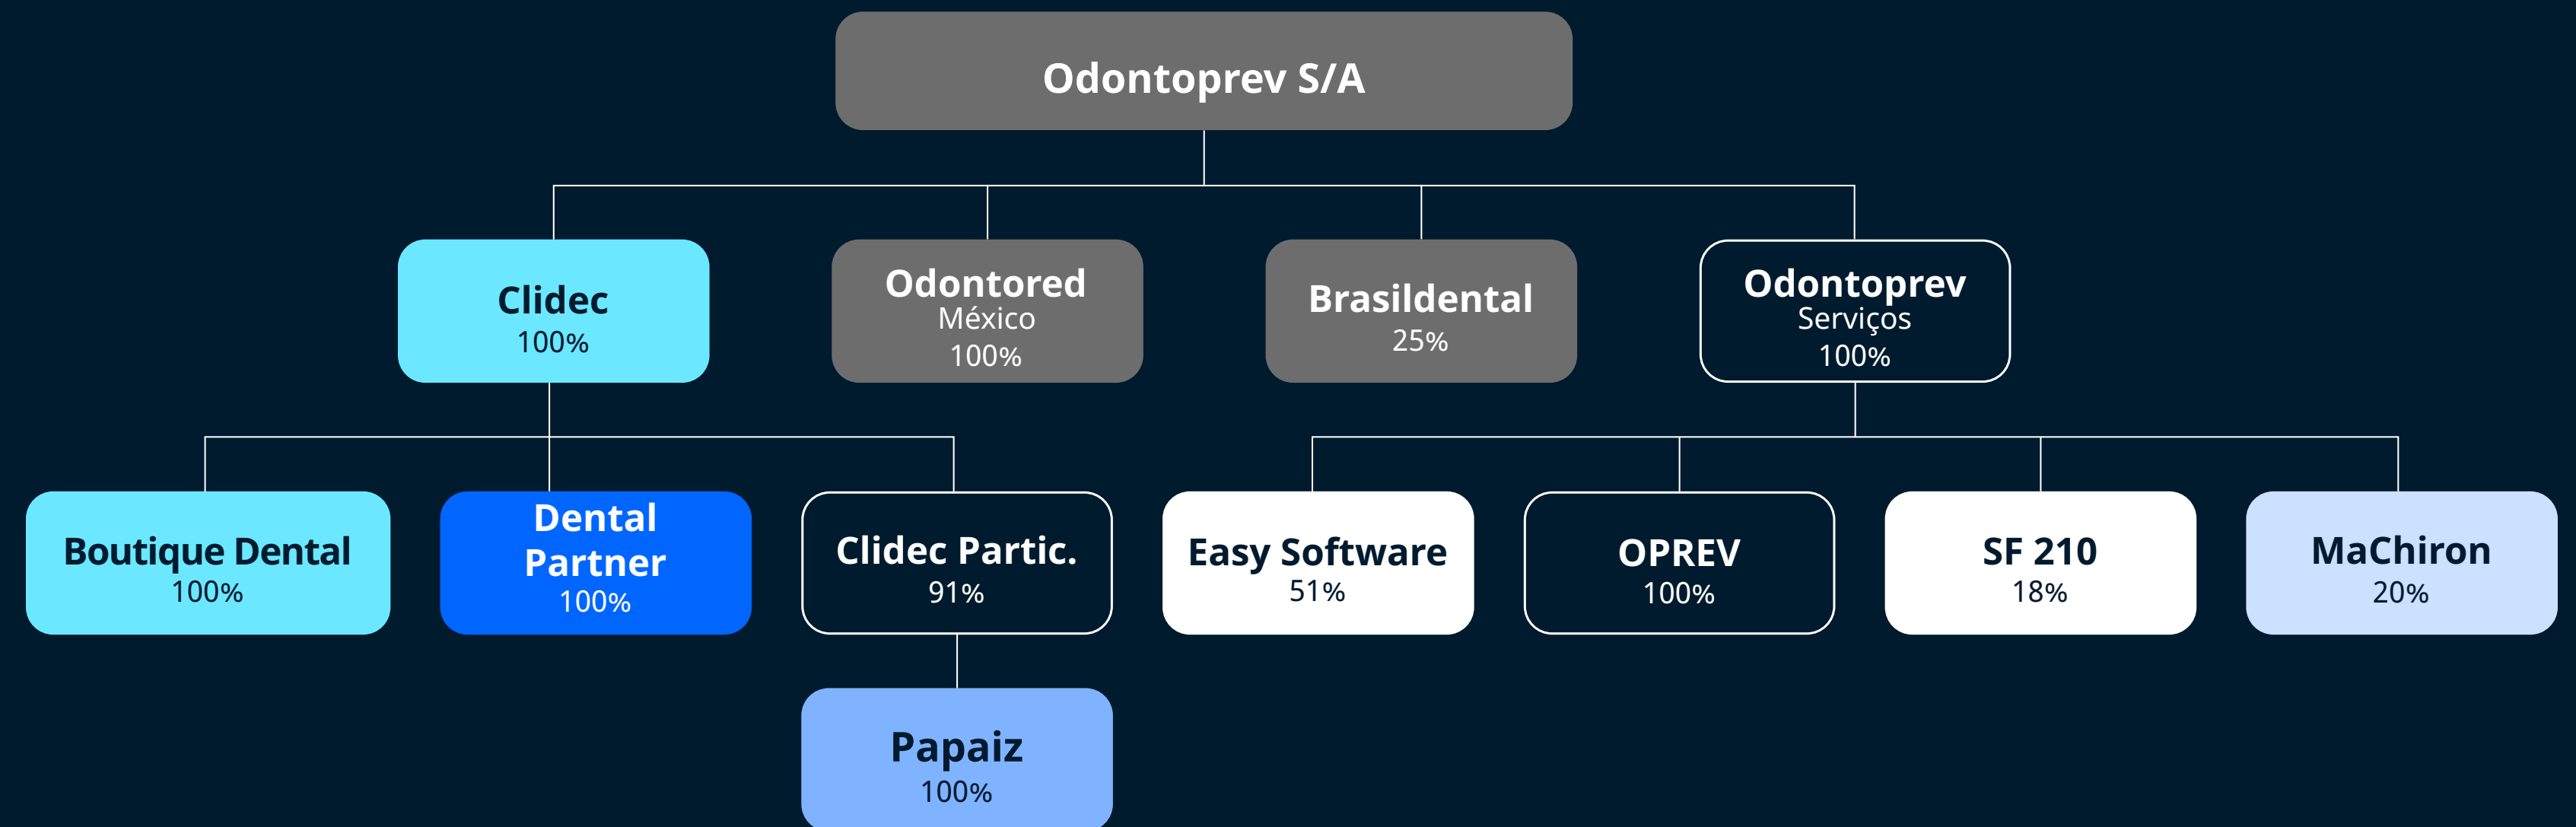 Odontoprev S/A
Clidec
100%
Odontored
México
100%
Brasildental
25%
Odontoprev
Serviços
100%
Boutique Dental
100%
Dental
Partner
100%
Clidec Partic.
91%
Easy Software
51%
OPREV
100%
SF 210
18%
MaChiron
20%
Papaiz
100%